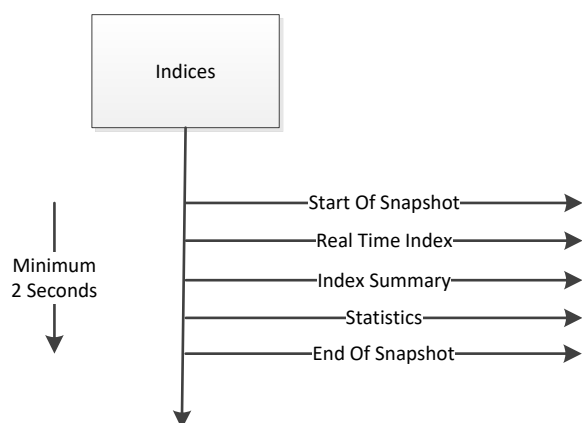 Indices
Start Of Snapshot
Real Time Index
Minimum
2 Seconds
Index Summary
Statistics
End Of Snapshot